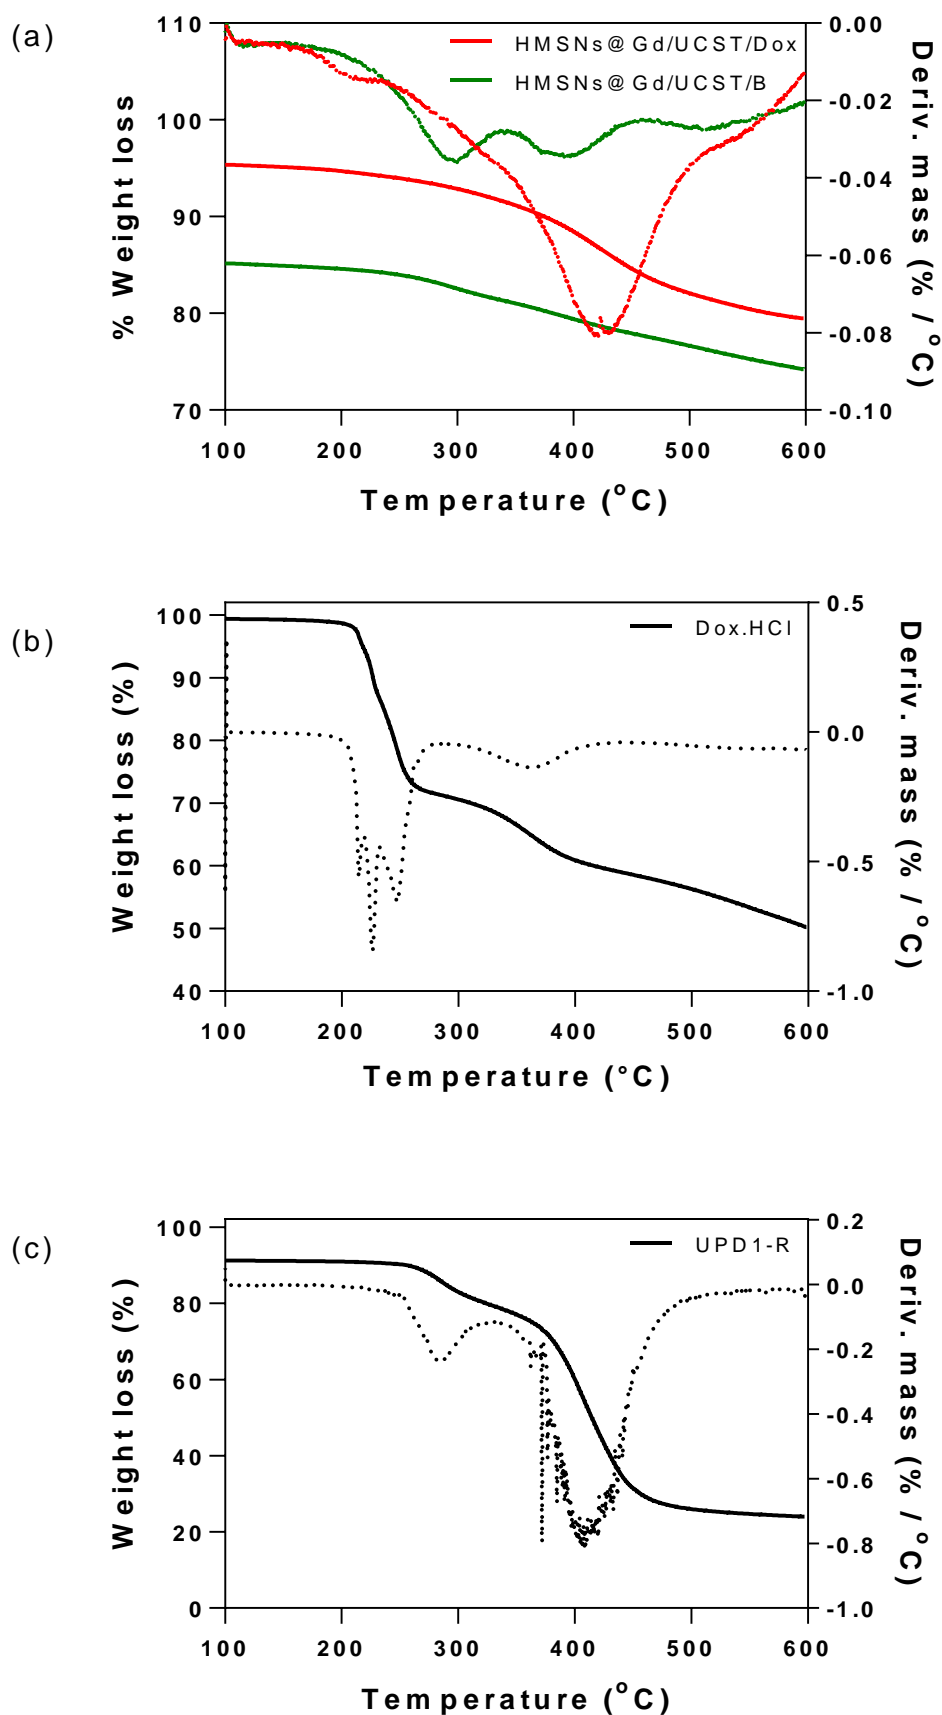 (a)
110
100
90
80
70
% Weight loss
HMSNs@Gd/UCST/Dox
HMSNs@Gd/UCST/B
0.00
-0.02
-0.04
-0.06
-0.08
-0.10
Deriv. mass (% / °C)
100 200 300 400 500 600
Temperature (°C)
(b)
100
90
80
70
60
50
40
Weight loss (%)
Dox.HCl
0.5
0.0
-0.5
-1.0
Deriv. mass (% / °C)
100 200 300 400 500 600
Temperature (°C)
(c)
100
80
60
40
20
0
Weight loss (%)
UPD1-R
0.2
0.0
-0.2
-0.4
-0.6
-0.8
-1.0
Deriv. mass (% / °C)
100 200 300 400 500 600
Temperature (°C)